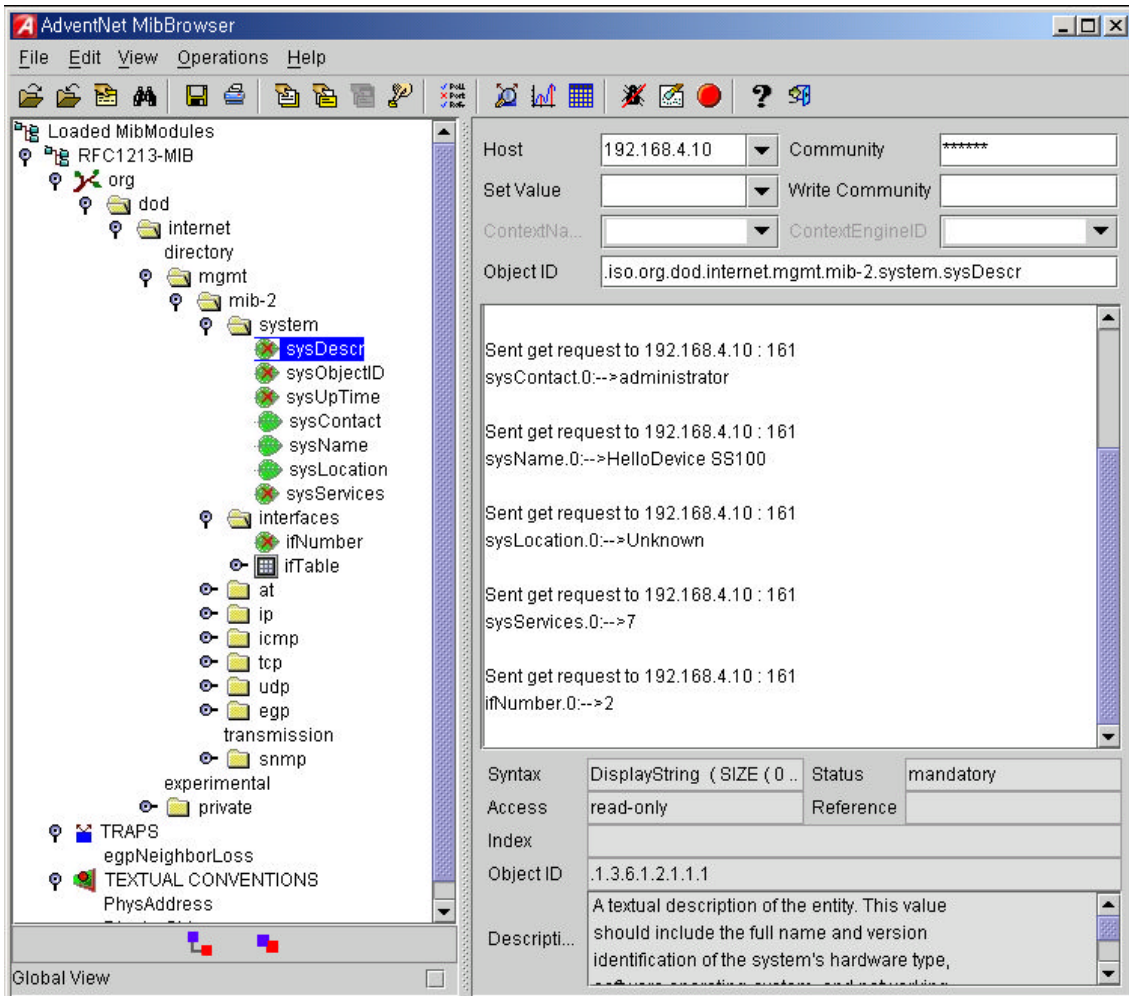 AdventNet MibBrowser
File Edit View Operations Help
Poll
Port
Loaded MibModules
RFC1213-MIB
org
dod
internet
directory
mgmt
mib-2
system
sysDescr
sysObjectID
sysUpTime
sysContact
sysName
sysLocation
sysServices
interfaces
ifNumber
ifTable
at
ip
icmp
tcp
udp
egp
transmission
snmp
experimental
private
TRAPS
egpNeighborLoss
TEXTUAL CONVENTIONS
PhysAddress
Global View
Host 192.168.4.10 Community ******
Set Value Write Community
ContextNa... ContextEngineID
Object ID .iso.org.dod.internet.mgmt.mib-2.system.sysDescr
Sent get request to 192.168.4.10 : 161
sysContact.0:-->administrator
Sent get request to 192.168.4.10 : 161
sysName.0:-->HelloDevice SS100
Sent get request to 192.168.4.10 : 161
sysLocation.0:-->Unknown
Sent get request to 192.168.4.10 : 161
sysServices.0:-->7
Sent get request to 192.168.4.10 : 161
ifNumber.0:-->2
Syntax DisplayString ( SIZE ( 0 .. Status mandatory
Access read-only Reference
Index
Object ID .1.3.6.1.2.1.1.1
Descripti... A textual description of the entity. This value
should include the full name and version
identification of the system's hardware type,